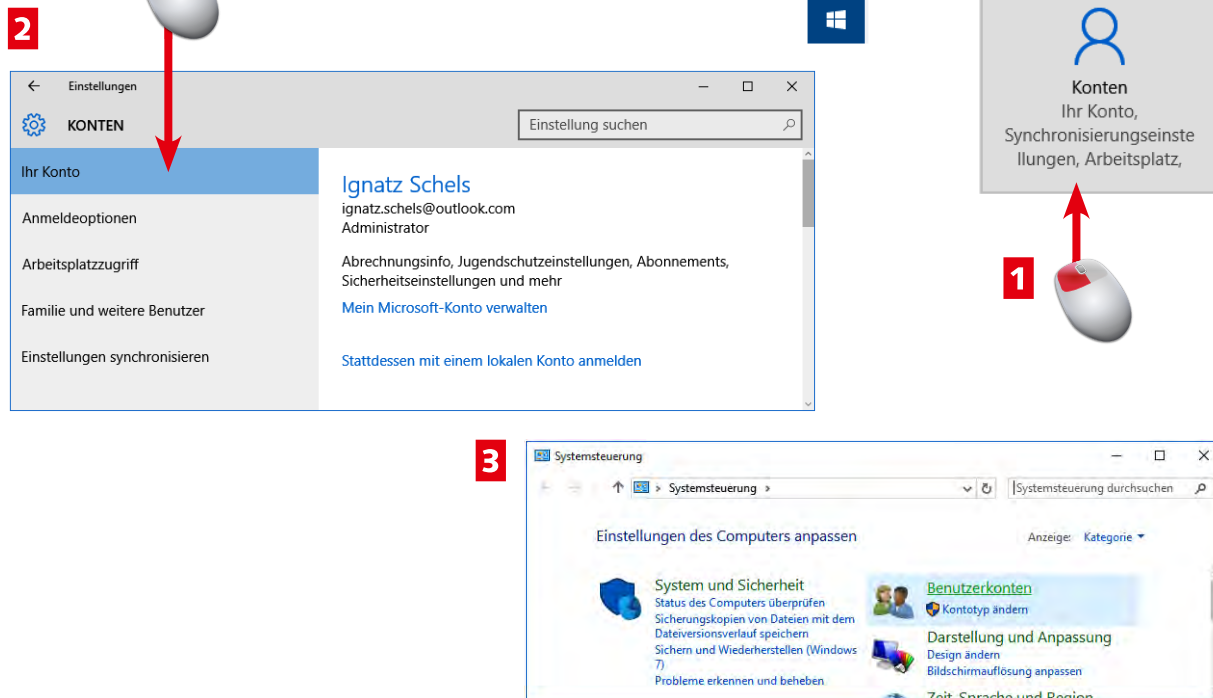 2
Einstellungen
KONTEN
Einstellung suchen
Ihr Konto
Anmeldeoptionen
Arbeitsplatzzugriff
Familie und weitere Benutzer
Einstellungen synchronisieren
Ignatz Schels
ignatz.schels@outlook.com
Administrator
Abrechnungsinfo, Jugendschutzeinstellungen, Abonnements,
Sicherheitseinstellungen und mehr
Mein Microsoft-Konto verwalten
Stattdessen mit einem lokalen Konto anmelden
Konten
Ihr Konto,
Synchronisierungseinste
llungen, Arbeitsplatz,
1
3
Systemsteuerung
> Systemsteuerung >
Systemsteuerung durchsuchen
Einstellungen des Computers anpassen
Anzeige: Kategorie
System und Sicherheit
Status des Computers überprüfen
Sicherungskopien von Dateien mit dem
Dateiversionsverlauf speichern
Sichern und Wiederherstellen (Windows
7)
Probleme erkennen und beheben
Benutzerkonten
Kontotyp ändern
Darstellung und Anpassung
Design ändern
Bildschirmauflösung anpassen
Zeit, Sprache und Region